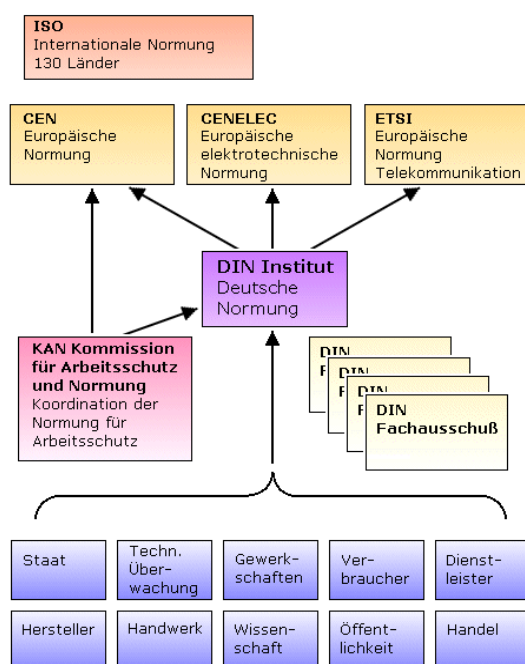 ISO
Internationale Normung
130 Länder
CEN
Europäische
Normung
CENELEC
Europäische
elektrotechnische
Normung
ETSI
Europäische
Normung
Telekommunikation
DIN Institut
Deutsche
Normung
KAN Kommission
für Arbeitsschutz
und Normung
Koordination der
Normung für
Arbeitsschutz
DIN
F
DIN
F
DIN
F
DIN
Fachausschuß
Staat
Techn.
Über-
wachung
Gewerk-
schaften
Ver-
braucher
Dienst-
leister
Hersteller
Handwerk
Wissen-
schaft
Öffent-
lichkeit
Handel